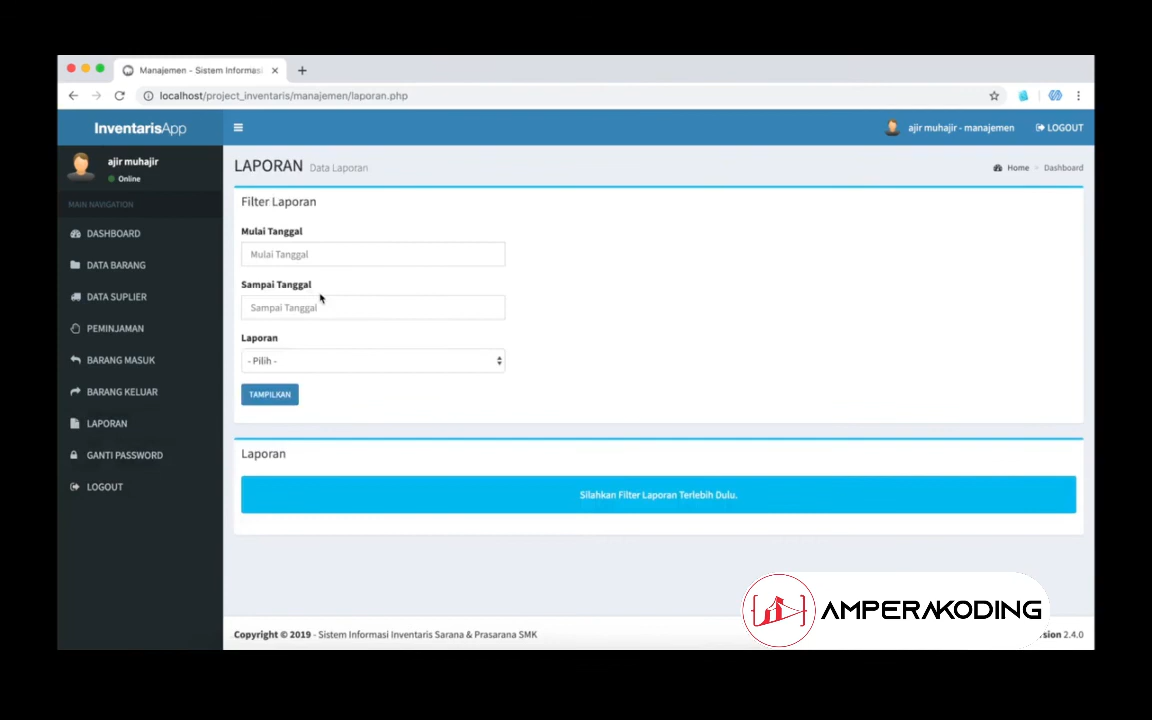 Manajemen - Sistem Informasi
localhost/project_inventaris/manajemen/laporan.php
InventarisApp
ajir muhajir - manajemen
LOGOUT
ajir muhajir
Online
MAIN NAVIGATION
DASHBOARD
DATA BARANG
DATA SUPLIER
PEMINJAMAN
BARANG MASUK
BARANG KELUAR
LAPORAN
GANTI PASSWORD
LOGOUT
LAPORAN Data Laporan
Home > Dashboard
Filter Laporan
Mulai Tanggal
Mulai Tanggal
Sampai Tanggal
Sampai Tanggal
Laporan
- Pilih -
TAMPILKAN
Laporan
Silahkan Filter Laporan Terlebih Dulu.
AMPERAKODING
Copyright © 2019 - Sistem Informasi Inventaris Sarana & Prasarana SMK
2.4.0